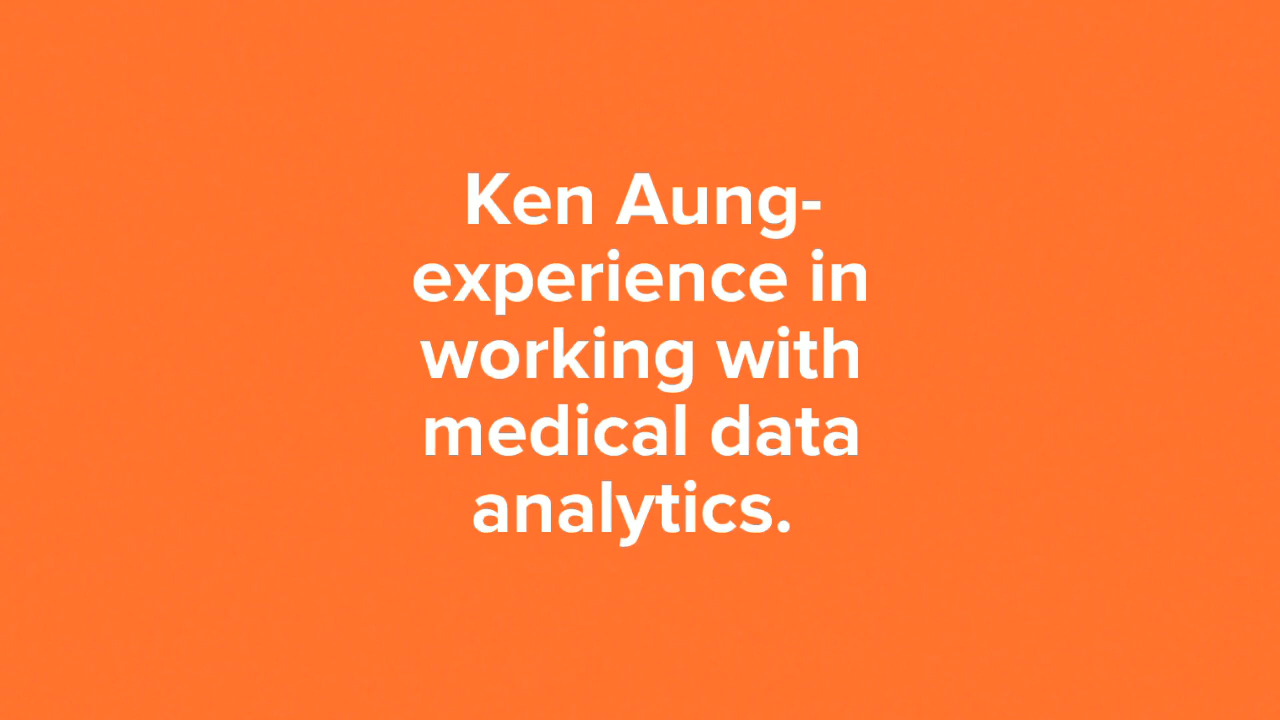 Ken Aung-
experience in
working with
medical data
analytics.